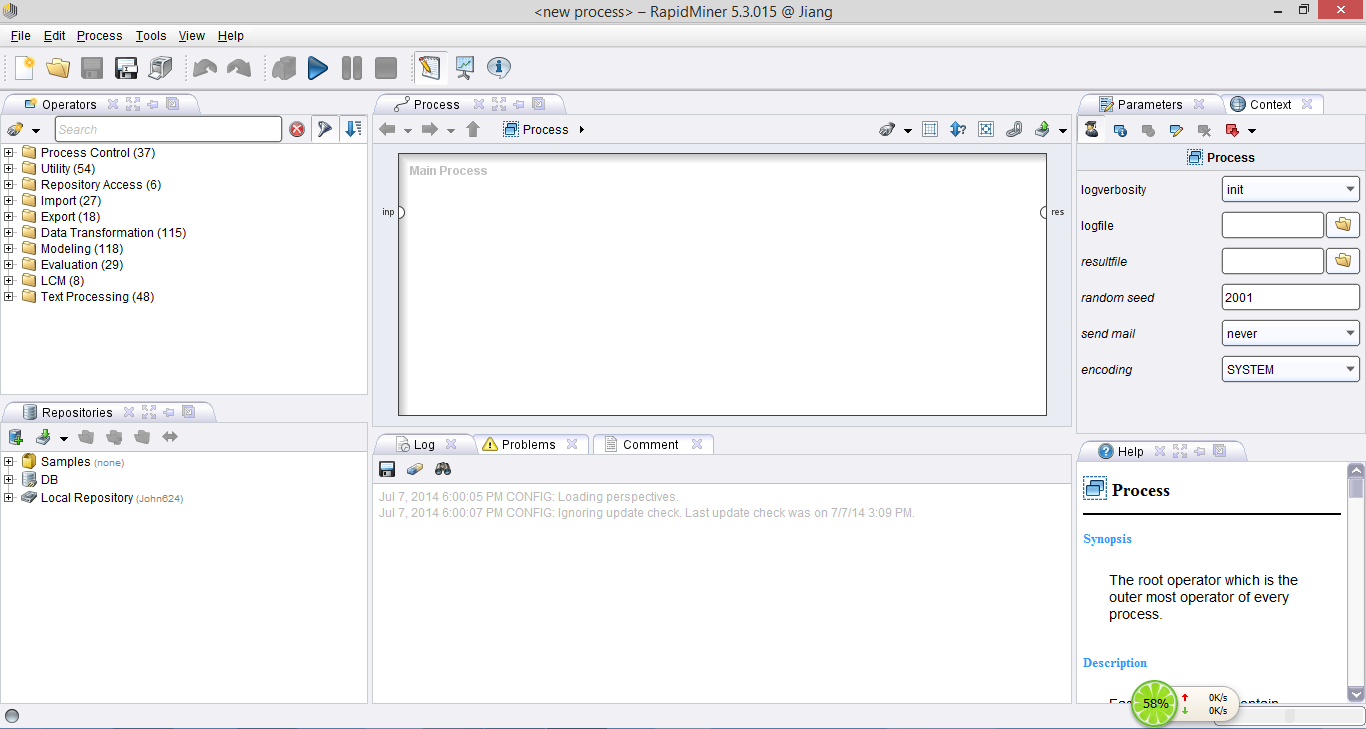 <new process> – RapidMiner 5.3.015 @ Jiang
File Edit Process Tools View Help
Operators
Search
Process Control (37)
Utility (54)
Repository Access (6)
Import (27)
Export (18)
Data Transformation (115)
Modeling (118)
Evaluation (29)
LCM (8)
Text Processing (48)
Repositories
Samples (none)
DB
Local Repository (John624)
Process
Process
Main Process
inp
res
Log
Problems
Comment
Jul 7, 2014 6:00:05 PM CONFIG: Loading perspectives.
Jul 7, 2014 6:00:07 PM CONFIG: Ignoring update check. Last update check was on 7/7/14 3:09 PM.
Parameters
Context
Process
logverbosity init
logfile
resultfile
random seed 2001
send mail never
encoding SYSTEM
Help
Process
Synopsis
The root operator which is the
outer most operator of every
process.
Description
58%
0K/s
0K/s